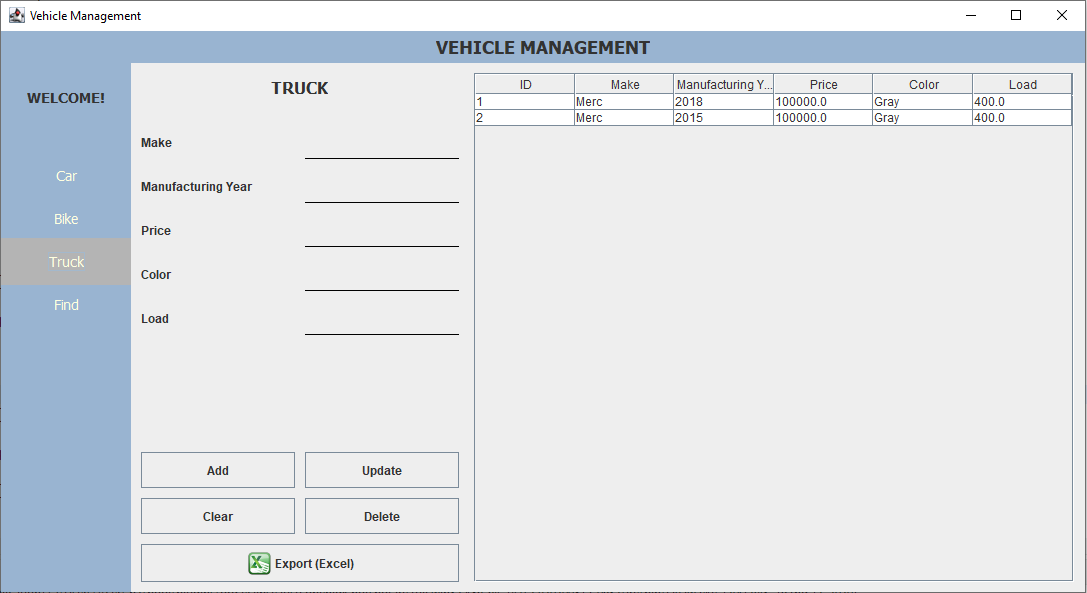 Vehicle Management
VEHICLE MANAGEMENT
WELCOME!
Car
Bike
Truck
Find
TRUCK
Make
Manufacturing Year
Price
Color
Load
Add Update
Clear Delete
Export (Excel)
ID Make Manufacturing Y... Price Color Load
1 Merc 2018 100000.0 Gray 400.0
2 Merc 2015 100000.0 Gray 400.0